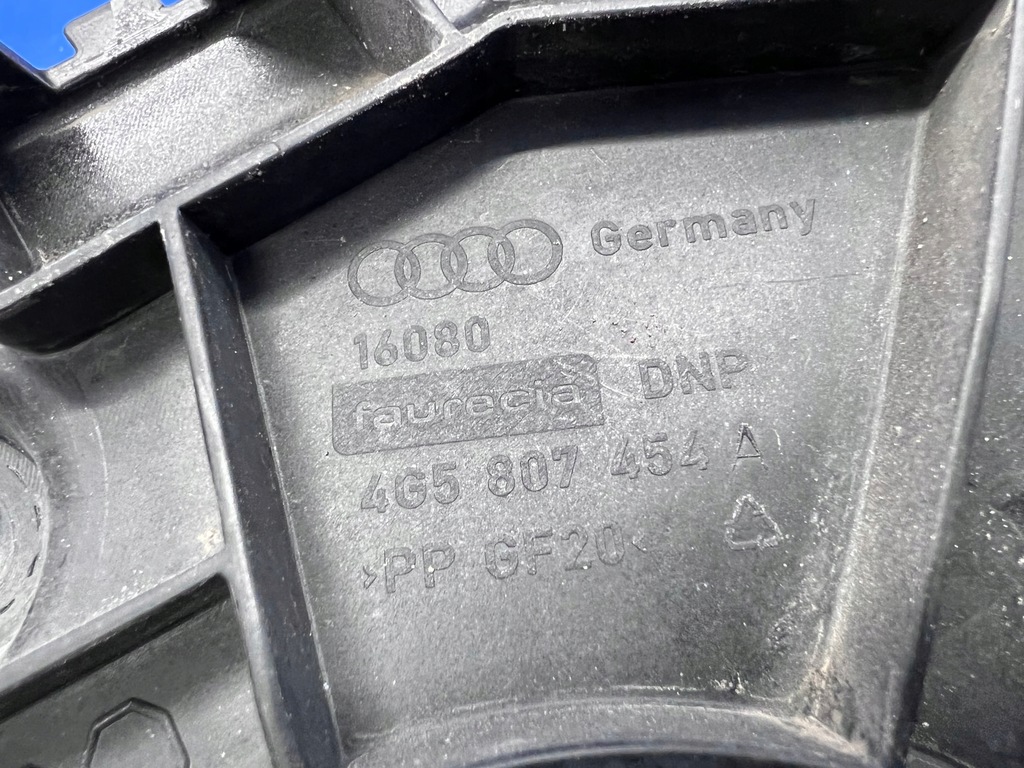 Germany
16080
faurecia DNP
4G5 807 454 A
>PP GF20<